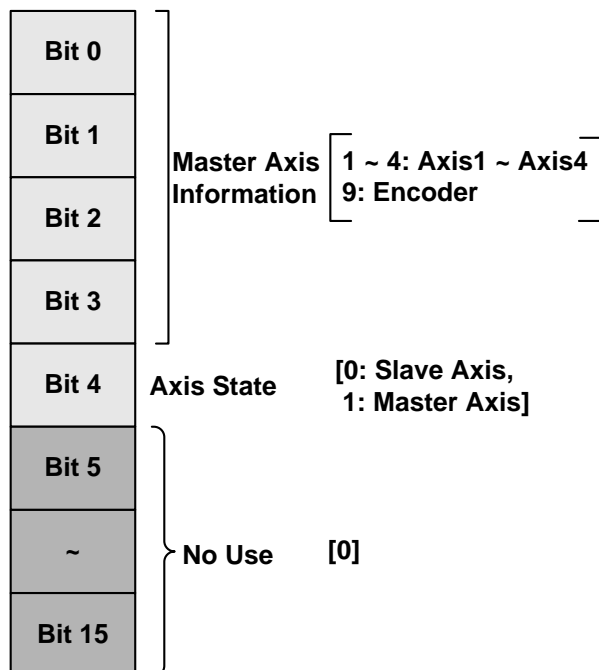 Bit 0
Bit 1
Bit 2
Bit 3
Master Axis
Information
1 ~ 4: Axis1 ~ Axis4
9: Encoder
Bit 4
Axis State
[0: Slave Axis,
1: Master Axis]
Bit 5
~
Bit 15
No Use
[0]